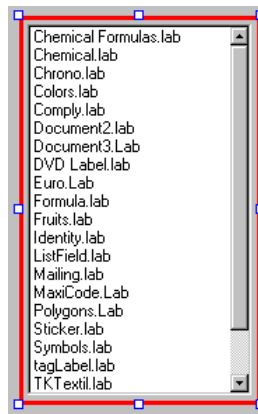 Chemical Formulas.lab
Chemical.lab
Chrono.lab
Colors.lab
Comply.lab
Document2.lab
Document3.Lab
DVD Label.lab
Euro.Lab
Formula.lab
Fruits.lab
Identity.lab
ListField.lab
Mailing.lab
MaxiCode.Lab
Polygons.Lab
Sticker.lab
Symbols.lab
tagLabel.lab
TKTextil.lab